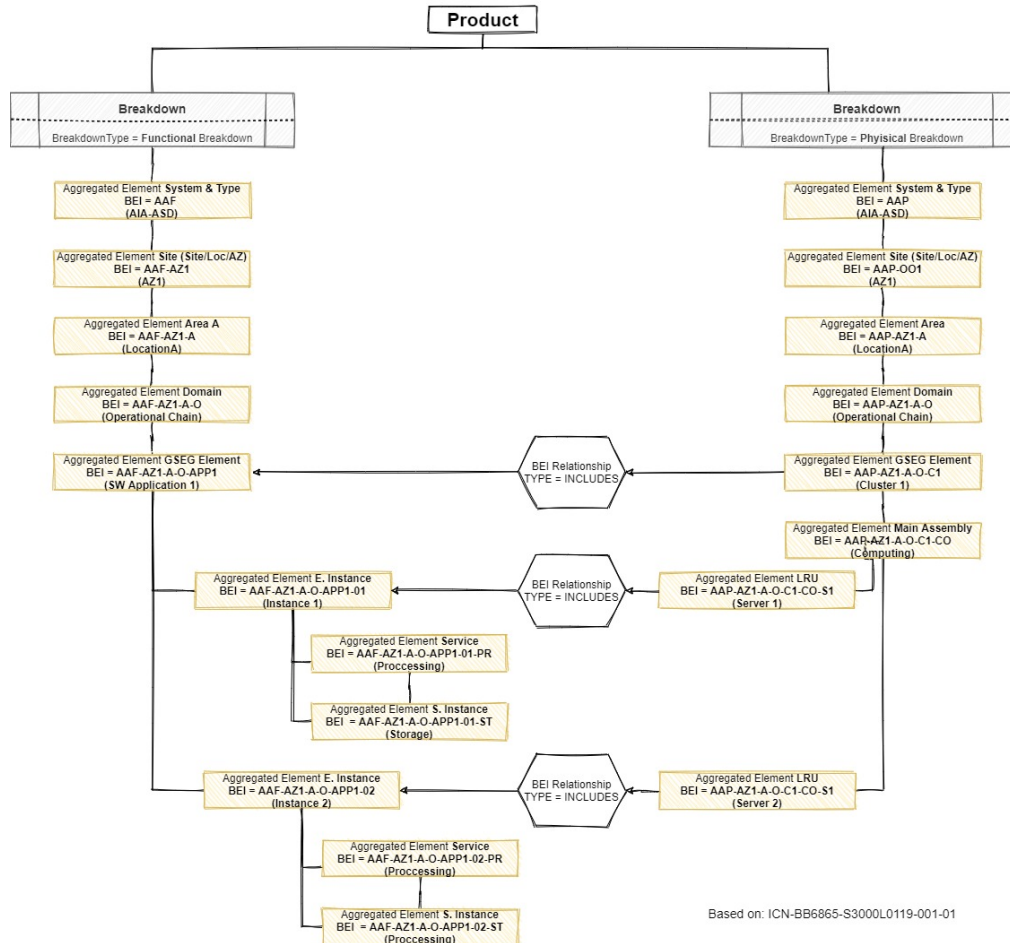 Product
Breakdown
BreakdownType = Functional Breakdown
Breakdown
BreakdownType = Phyisical Breakdown
Aggregated Element System & Type
BEI = AAF
(AIA-ASD)
Aggregated Element System & Type
BEI = AAP
(AIA-ASD)
Aggregated Element Site (Site/Loc/AZ)
BEI = AAF-AZ1
(AZ1)
Aggregated Element Site (Site/Loc/AZ)
BEI = AAP-OO1
(AZ1)
Aggregated Element Area A
BEI = AAF-AZ1-A
(LocationA)
Aggregated Element Area
BEI = AAP-AZ1-A
(LocationA)
Aggregated Element Domain
BEI = AAF-AZ1-A-O
(Operational Chain)
Aggregated Element Domain
BEI = AAP-AZ1-A-O
(Operational Chain)
Aggregated Element GSEG Element
BEI = AAF-AZ1-A-O-APP1
(SW Application 1)
BEI Relationship
TYPE = INCLUDES
Aggregated Element GSEG Element
BEI = AAP-AZ1-A-O-C1
(Cluster 1)
Aggregated Element Main Assembly
BEI = AAP-AZ1-A-O-C1-CO
(Computing)
Aggregated Element E. Instance
BEI = AAF-AZ1-A-O-APP1-01
(Instance 1)
BEI Relationship
TYPE = INCLUDES
Aggregated Element LRU
BEI = AAP-AZ1-A-O-C1-CO-S1
(Server 1)
Aggregated Element Service
BEI = AAF-AZ1-A-O-APP1-01-PR
(Proccessing)
Aggregated Element S. Instance
BEI = AAF-AZ1-A-O-APP1-01-ST
(Storage)
Aggregated Element E. Instance
BEI = AAF-AZ1-A-O-APP1-02
(Instance 2)
BEI Relationship
TYPE = INCLUDES
Aggregated Element LRU
BEI = AAP-AZ1-A-O-C1-CO-S1
(Server 2)
Aggregated Element Service
BEI = AAF-AZ1-A-O-APP1-02-PR
(Proccessing)
Aggregated Element S. Instance
BEI = AAF-AZ1-A-O-APP1-02-ST
(Proccessing)
Based on: ICN-BB6865-S3000L0119-001-01